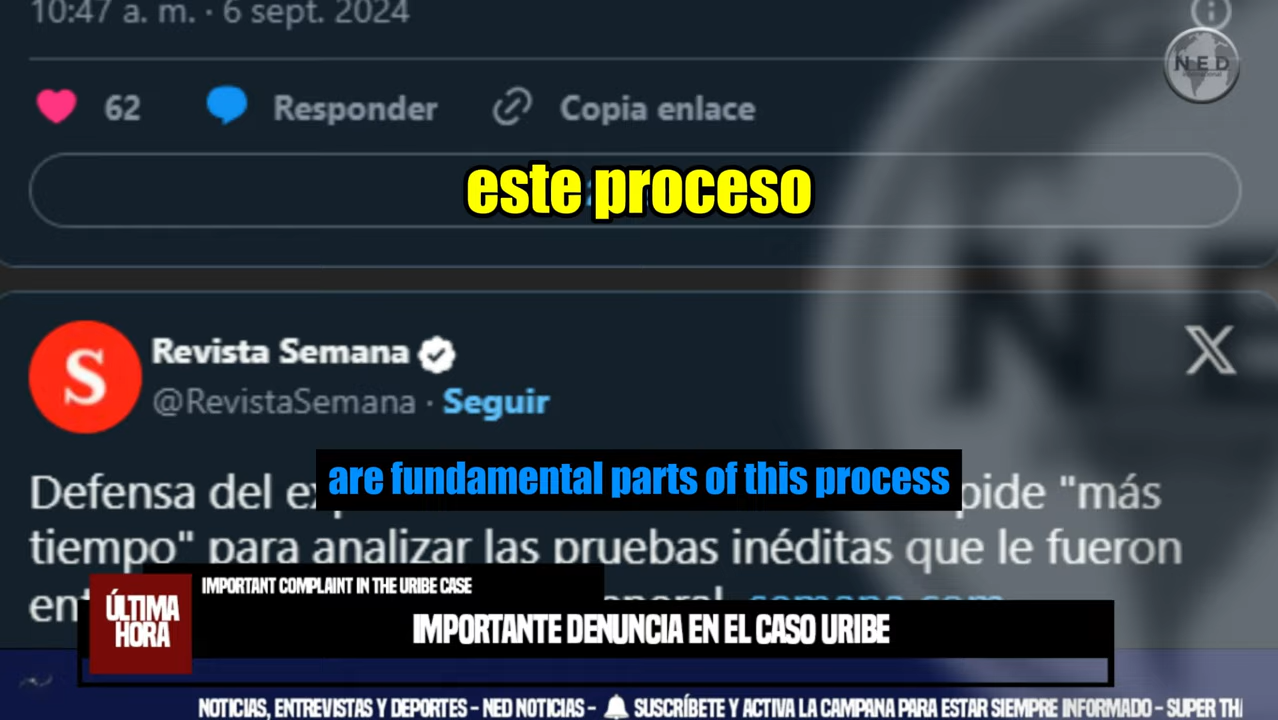 10:47 a. m. · 6 sept. 2024
NED
62 Responder Copia enlace
este proceso
Revista Semana
@RevistaSemana · Seguir
S
Defensa del
pide "más
are fundamental parts of this process
tiempo" para analizar las pruebas inéditas que le fueron
semana.com
IMPORTANT COMPLAINT IN THE URIBE CASE
ÚLTIMA
HORA
IMPORTANTE DENUNCIA EN EL CASO URIBE
NOTICIAS, ENTREVISTAS Y DEPORTES - NED NOTICIAS - SUSCRÍBETE Y ACTIVA LA CAMPANA PARA ESTAR SIEMPRE INFORMADO - SUPER